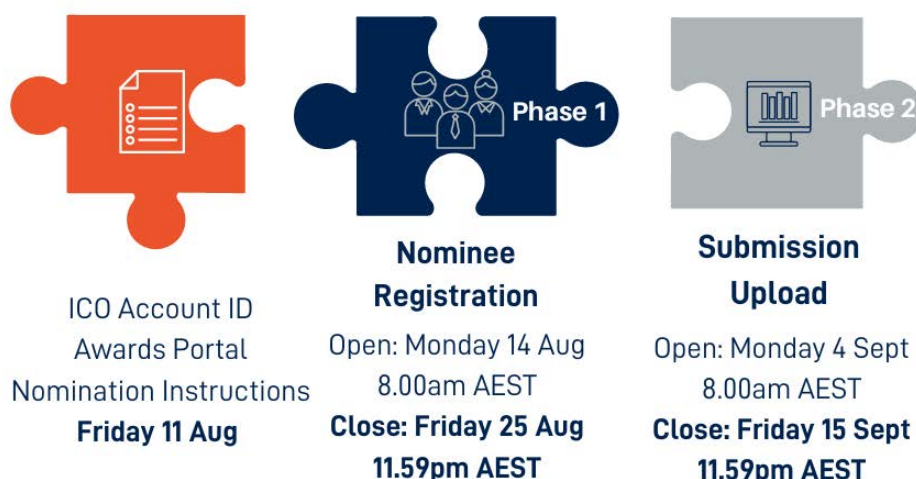 Phase 1
Phase 2
ICO Account ID
Awards Portal
Nomination Instructions
Friday 11 Aug
Nominee
Registration
Open: Monday 14 Aug
8.00am AEST
Close: Friday 25 Aug
11.59pm AEST
Submission
Upload
Open: Monday 4 Sept
8.00am AEST
Close: Friday 15 Sept
11.59pm AEST